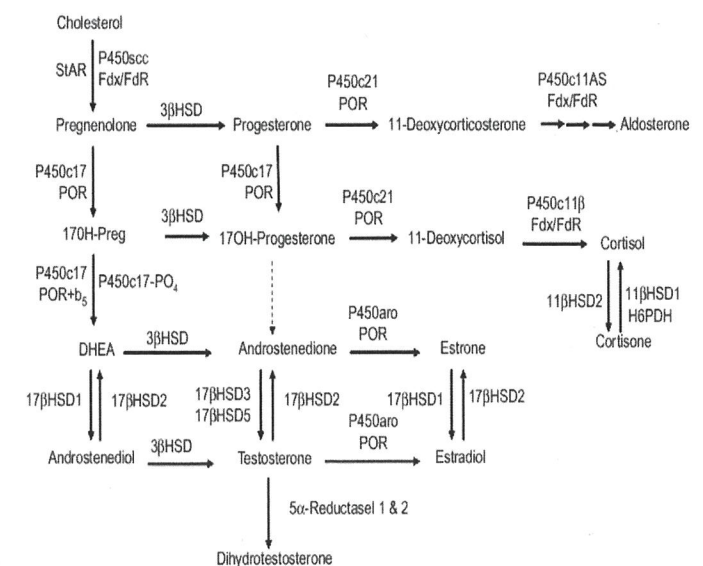 Cholesterol
StAR
P450scc
Fdx/FdR
Pregnenolone
3βHSD
Progesterone
P450c21
POR
11-Deoxycorticosterone
P450c11AS
Fdx/FdR
Aldosterone
P450c17
POR
P450c17
POR
170H-Preg
3βHSD
17OH-Progesterone
P450c21
POR
11-Deoxycortisol
P450c11β
Fdx/FdR
Cortisol
P450c17
POR+b5
P450c17-PO4
11βHSD2
11βHSD1
H6PDH
Cortisone
DHEA
3βHSD
Androstenedione
P450aro
POR
Estrone
17βHSD1
17βHSD2
17βHSD3
17βHSD5
17βHSD2
17βHSD1
17βHSD2
Androstenediol
3βHSD
Testosterone
P450aro
POR
Estradiol
5α-Reductasel 1 & 2
Dihydrotestosterone